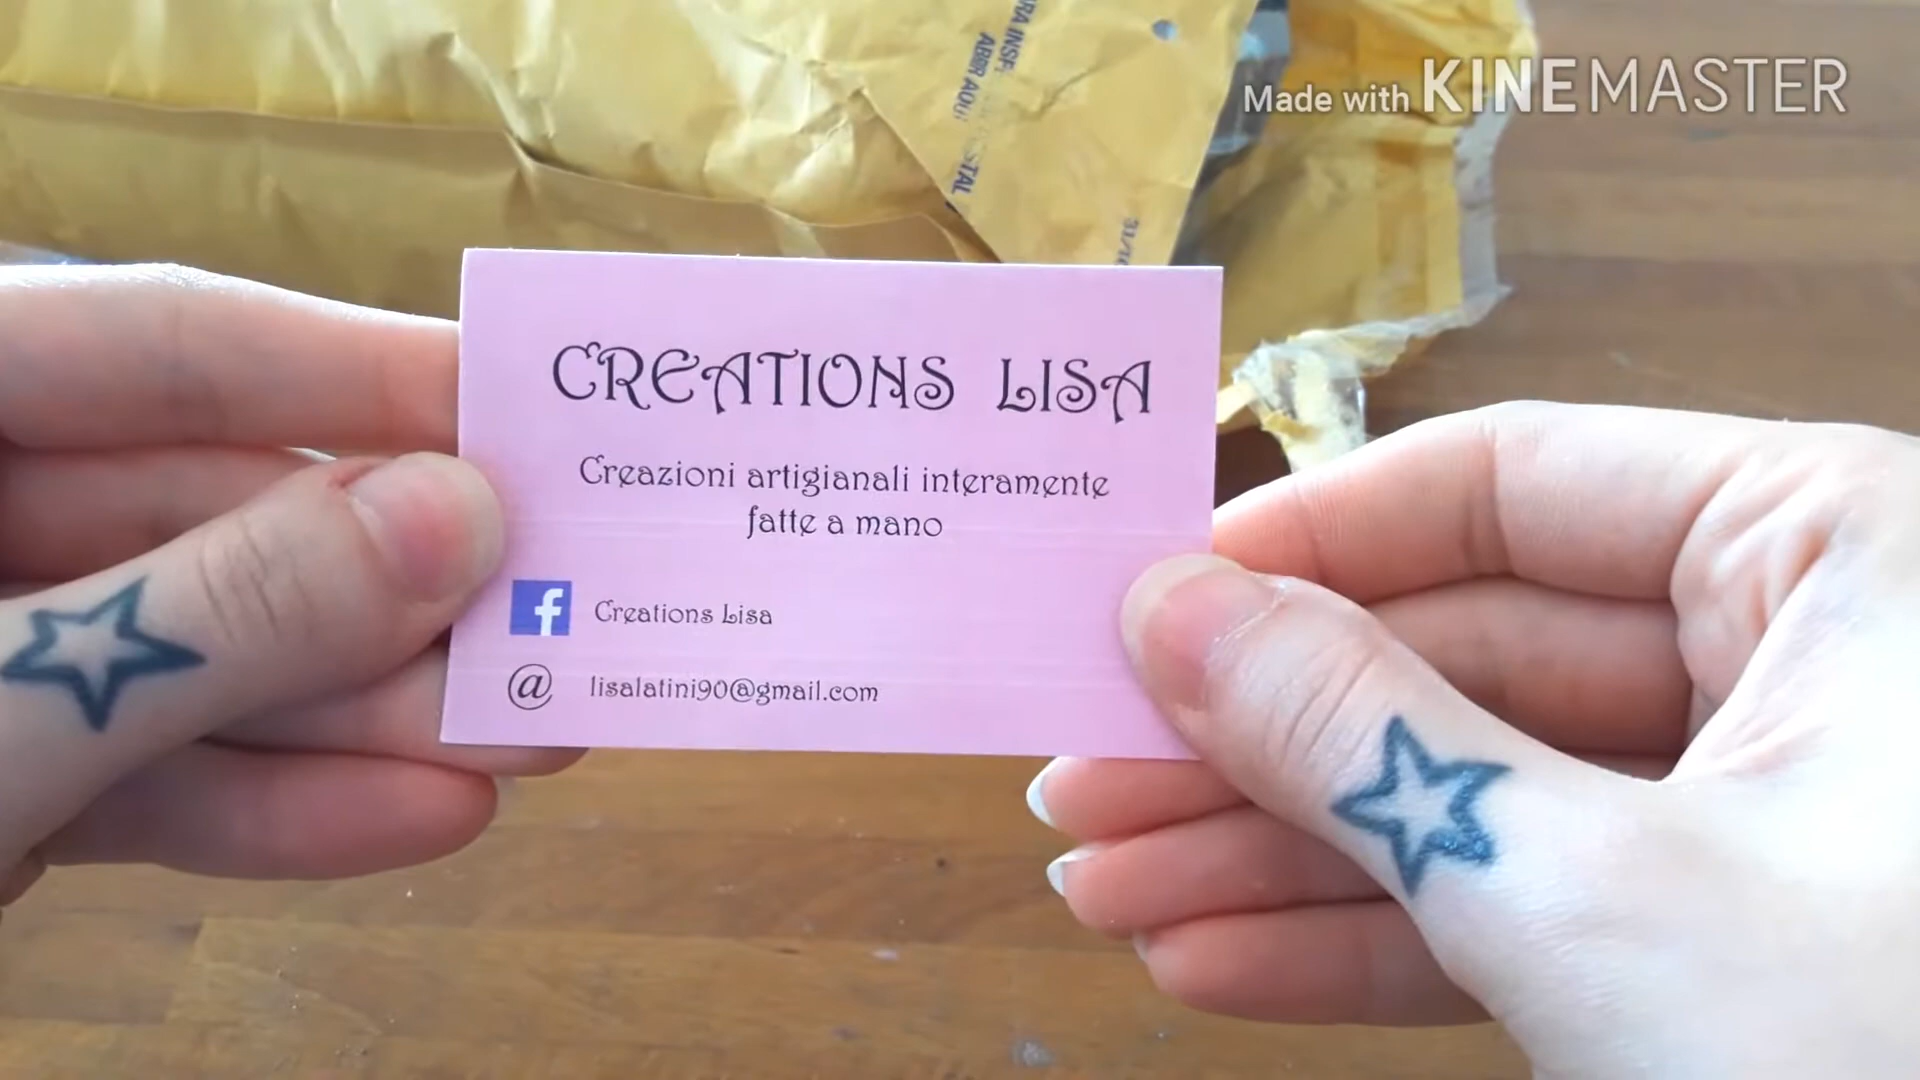 Made with KINEMASTER
CREATIONS LISA
Creazioni artigianali interamente
fatte a mano
Creations Lisa
@ lisalatini90@gmail.com